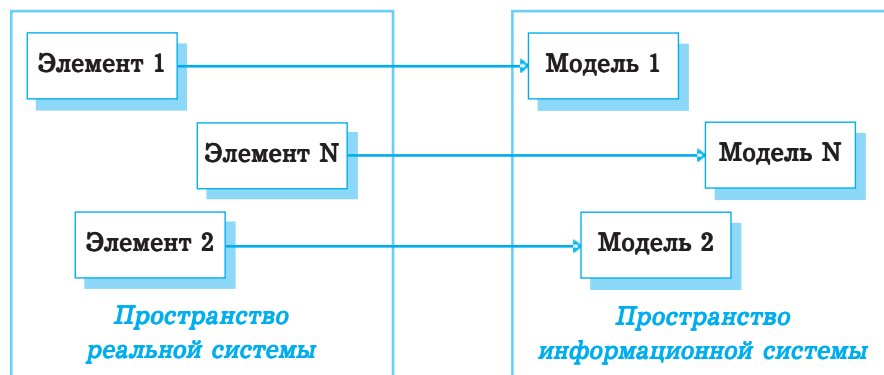 Элемент 1
Модель 1
Элемент N
Модель N
Элемент 2
Модель 2
Пространство
реальной системы
Пространство
информационной системы